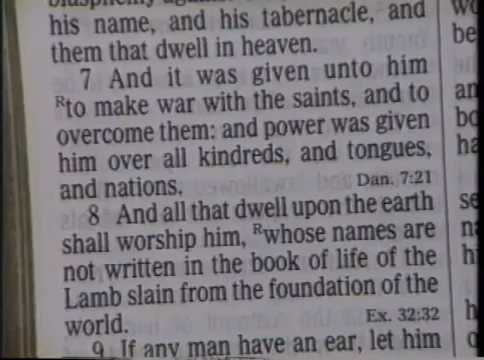 his name, and his tabernacle, and
them that dwell in heaven.
7 And it was given unto him
Rto make war with the saints, and to
overcome them: and power was given
him over all kindreds, and tongues,
and nations. Dan. 7:21
8 And all that dwell upon the earth
shall worship him, Rwhose names are
not written in the book of life of the
Lamb slain from the foundation of the
world. Ex. 32:32
9 If any man have an ear, let him